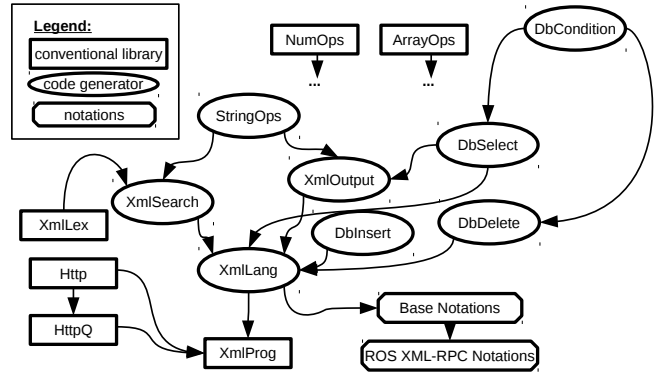 Legend:
conventional library
code generator
notations
NumOps
ArrayOps
DbCondition
...
...
StringOps
DbSelect
XmlOutput
XmlSearch
XmlLex
DbInsert
DbDelete
XmlLang
Http
Base Notations
HttpQ
XmlProg
ROS XML-RPC Notations